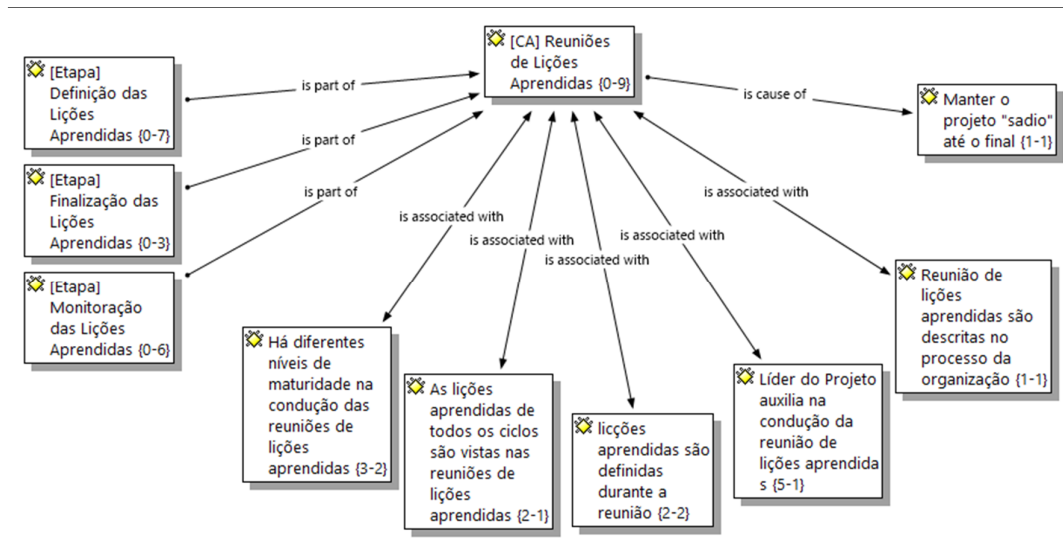 [CA] Reuniões
de Lições
Aprendidas {0-9}
[Etapa]
Definição das
Lições
Aprendidas {0-7}
is part of
is cause of
Manter o
projeto "sadio"
até o final {1-1}
is part of
[Etapa]
Finalização das
Lições
Aprendidas {0-3}
is part of
is associated with
is associated with
is associated with
is associated with
is associated with
[Etapa]
Monitoração
das Lições
Aprendidas {0-6}
Reunião de
lições
aprendidas são
descritas no
processo da
organização {1-1}
Há diferentes
níveis de
maturidade na
condução das
reuniões de
lições
aprendidas {3-2}
As lições
aprendidas de
todos os ciclos
são vistas nas
reuniões de
lições
aprendidas {2-1}
licções
aprendidas são
definidas
durante a
reunião {2-2}
Líder do Projeto
auxilia na
condução da
reunião de
lições aprendida
s {5-1}